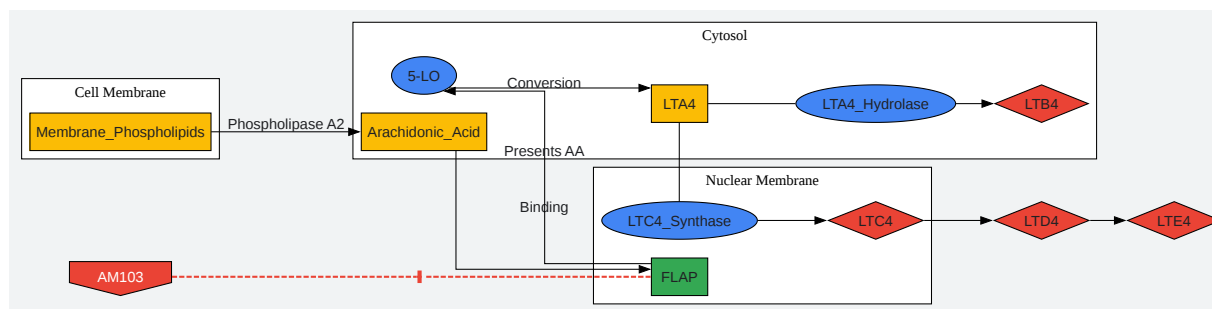 Cytosol
5-LO
Conversion
Cell Membrane
LTA4
LTA4_Hydrolase
LTB4
Membrane_Phospholipids
Phospholipase A2
Arachidonic_Acid
Presents AA
Nuclear Membrane
Binding
LTC4_Synthase
LTC4
LTD4
LTE4
AM103
FLAP